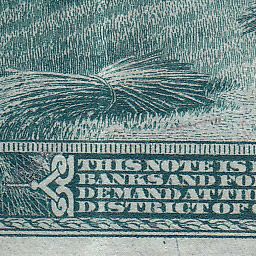 THIS NOTE IS
BANKS AND FO
DEMAND AT TH
DISTRICT OF